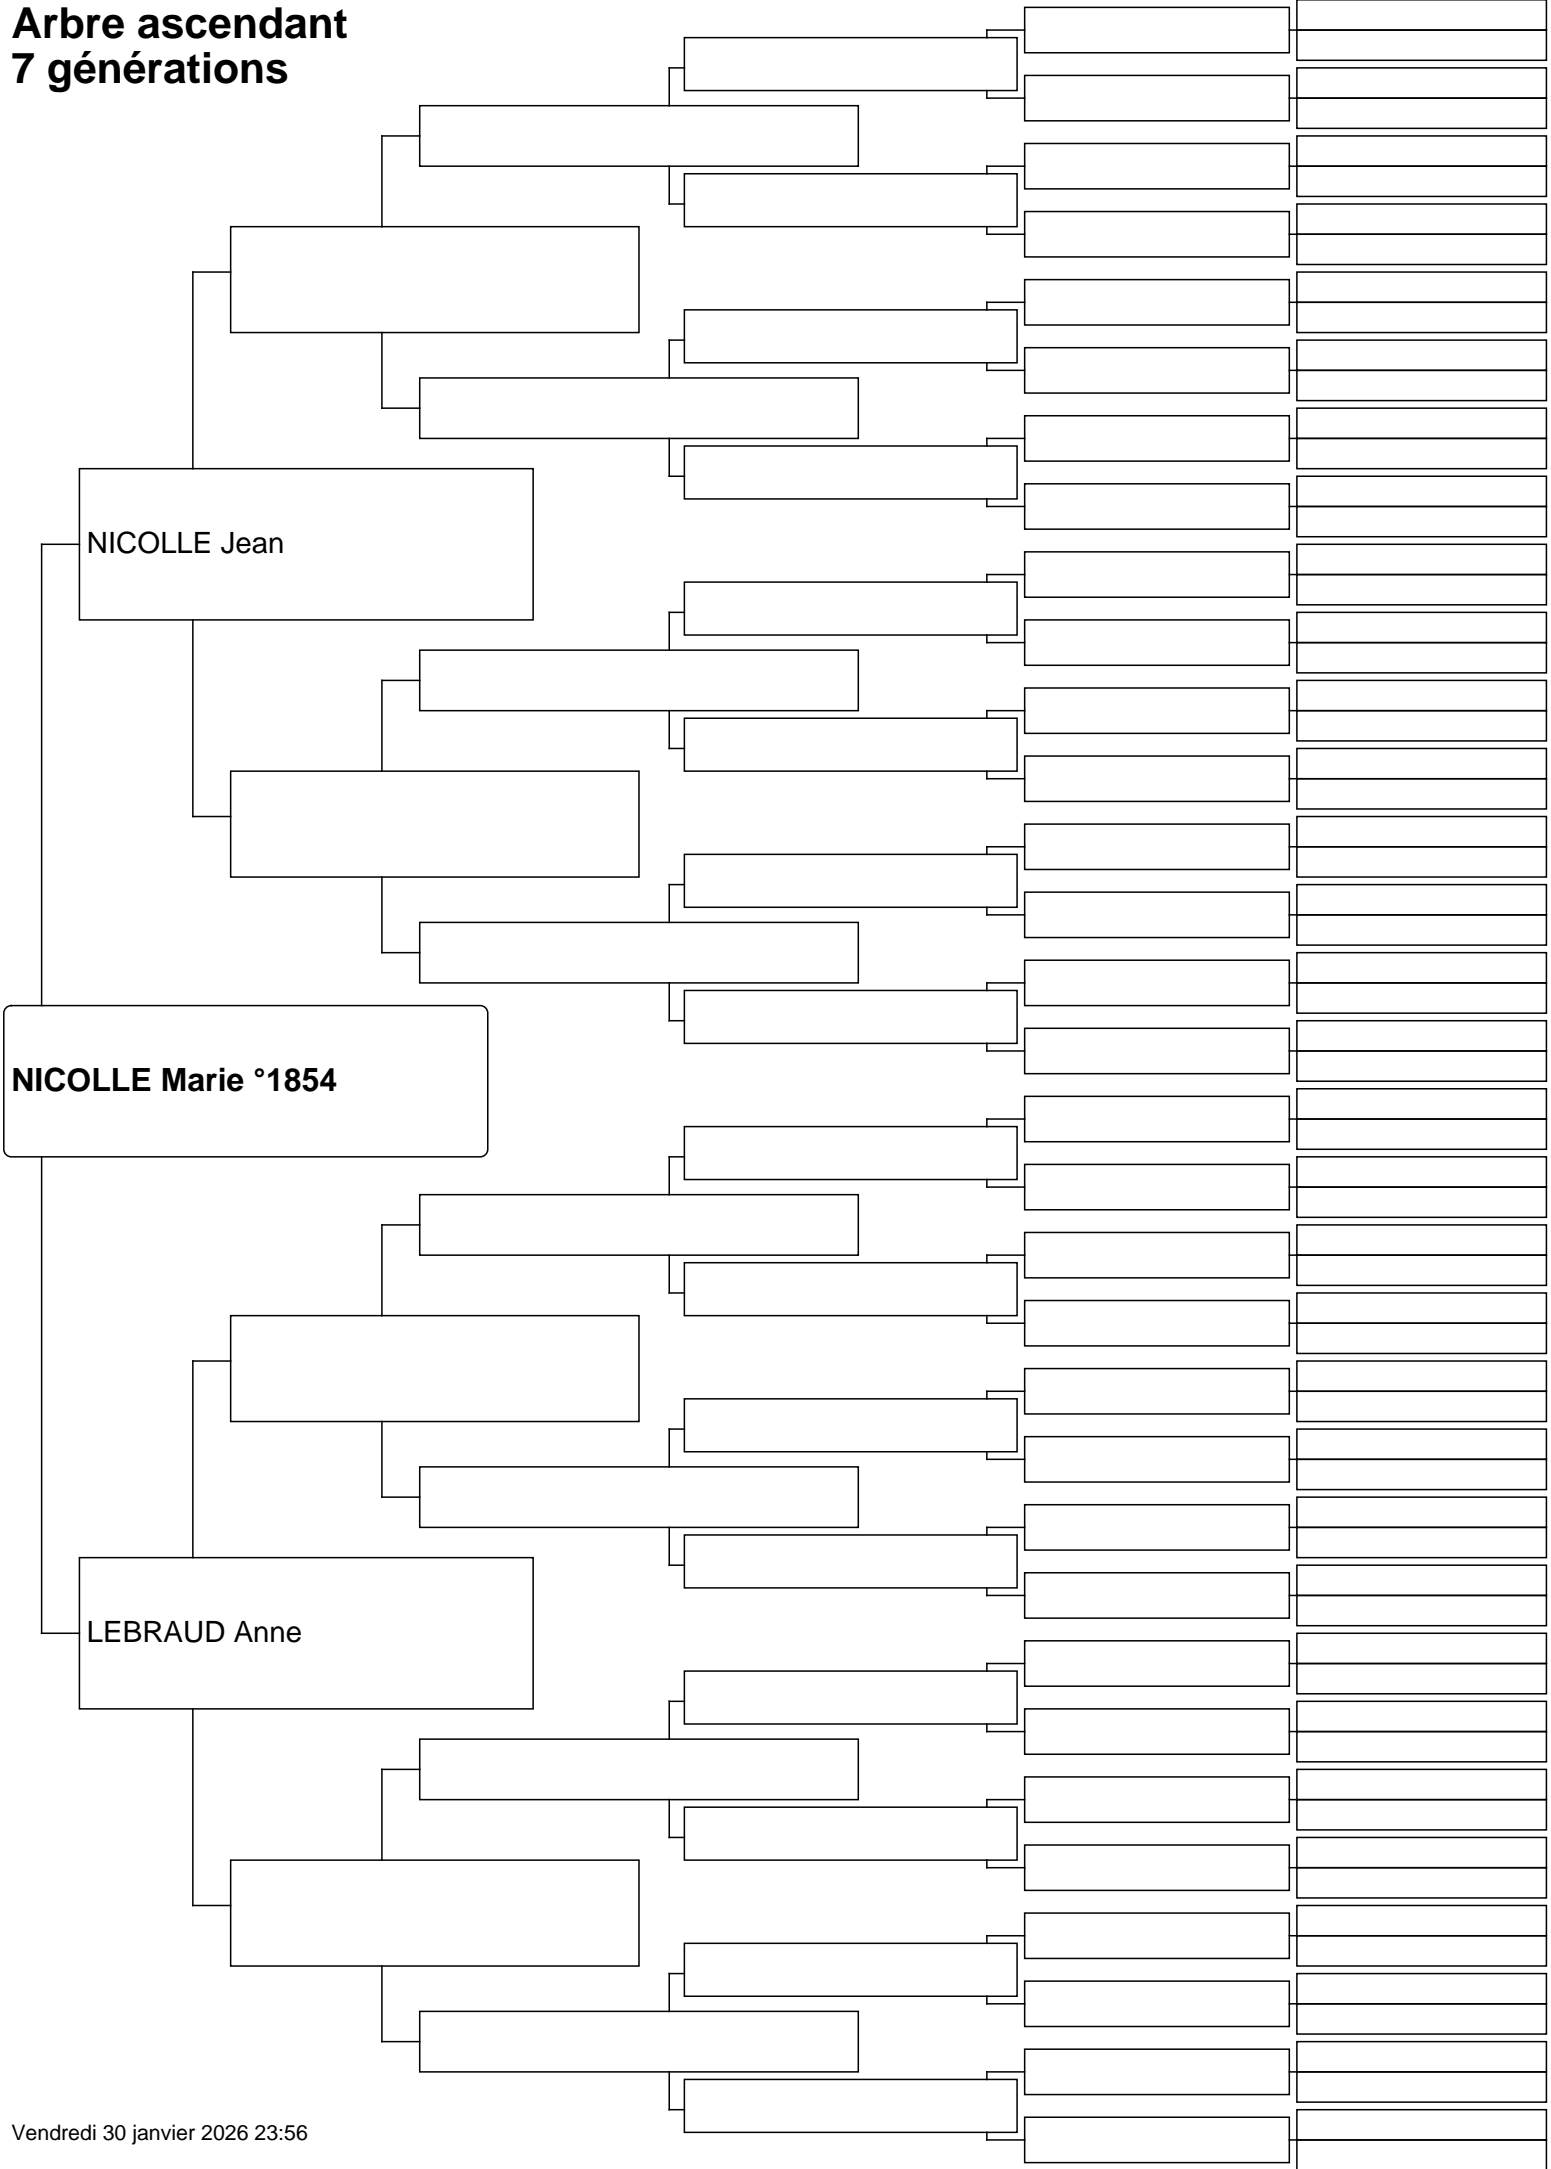 Arbre ascendant
7 générations
NICOLLE Jean
NICOLLE Marie °1854
LEBRAUD Anne
Vendredi 30 janvier 2026 23:56